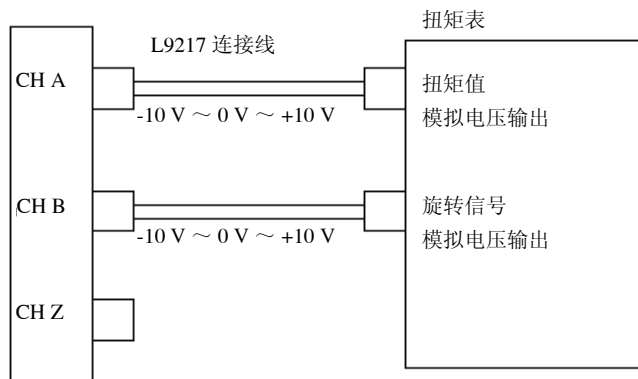 扭矩表
L9217 连接线
CH A
扭矩值
-10 V ～ 0 V ～ +10 V
模拟电压输出
CH B
旋转信号
-10 V ～ 0 V ～ +10 V
模拟电压输出
CH Z